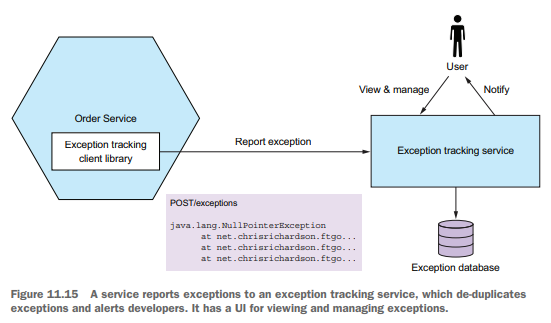 User
View & manage
Notify
Order Service
Exception tracking
client library
Report exception
Exception tracking service
POST/exceptions
java.lang.NullPointerException
at net.chrisrichardson.ftgo...
at net.chrisrichardson.ftgo...
at net.chrisrichardson.ftgo...
Exception database
Figure 11.15 A service reports exceptions to an exception tracking service, which de-duplicates
exceptions and alerts developers. It has a UI for viewing and managing exceptions.